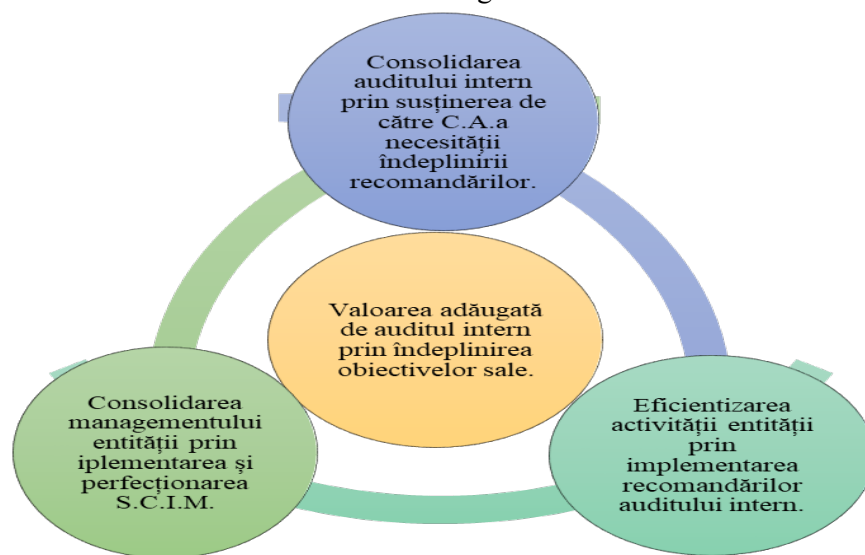 Consolidarea
auditului intern
prin susținerea de
către C.A.a
necesității
îndeplinirii
recomandărilor.
Valoarea adăugată
de auditul intern
prin îndeplinirea
obiectivelor sale.
Consolidarea
managementului
entității prin
iplementarea și
perfecționarea
S.C.I.M.
Eficientizarea
activității entității
prin
implementarea
recomandărilor
auditului intern.